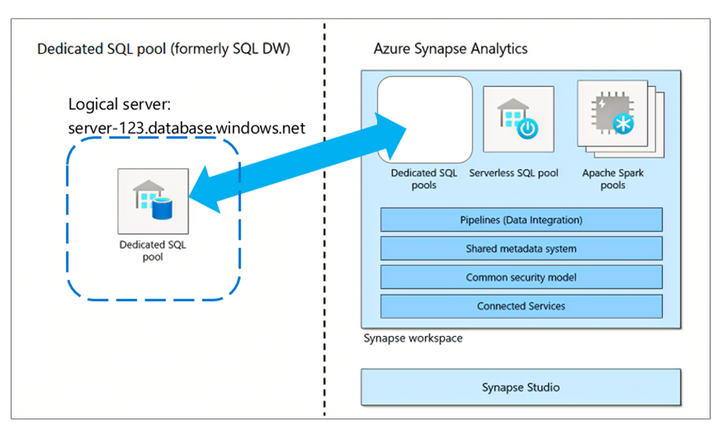 Dedicated SQL pool (formerly SQL DW)
Logical server:
server-123.database.windows.net
Dedicated SQL
pool
Azure Synapse Analytics
Dedicated SQL
pools
Serverless SQL pool
Apache Spark
pools
Pipelines (Data Integration)
Shared metadata system
Common security model
Connected Services
Synapse workspace
Synapse Studio